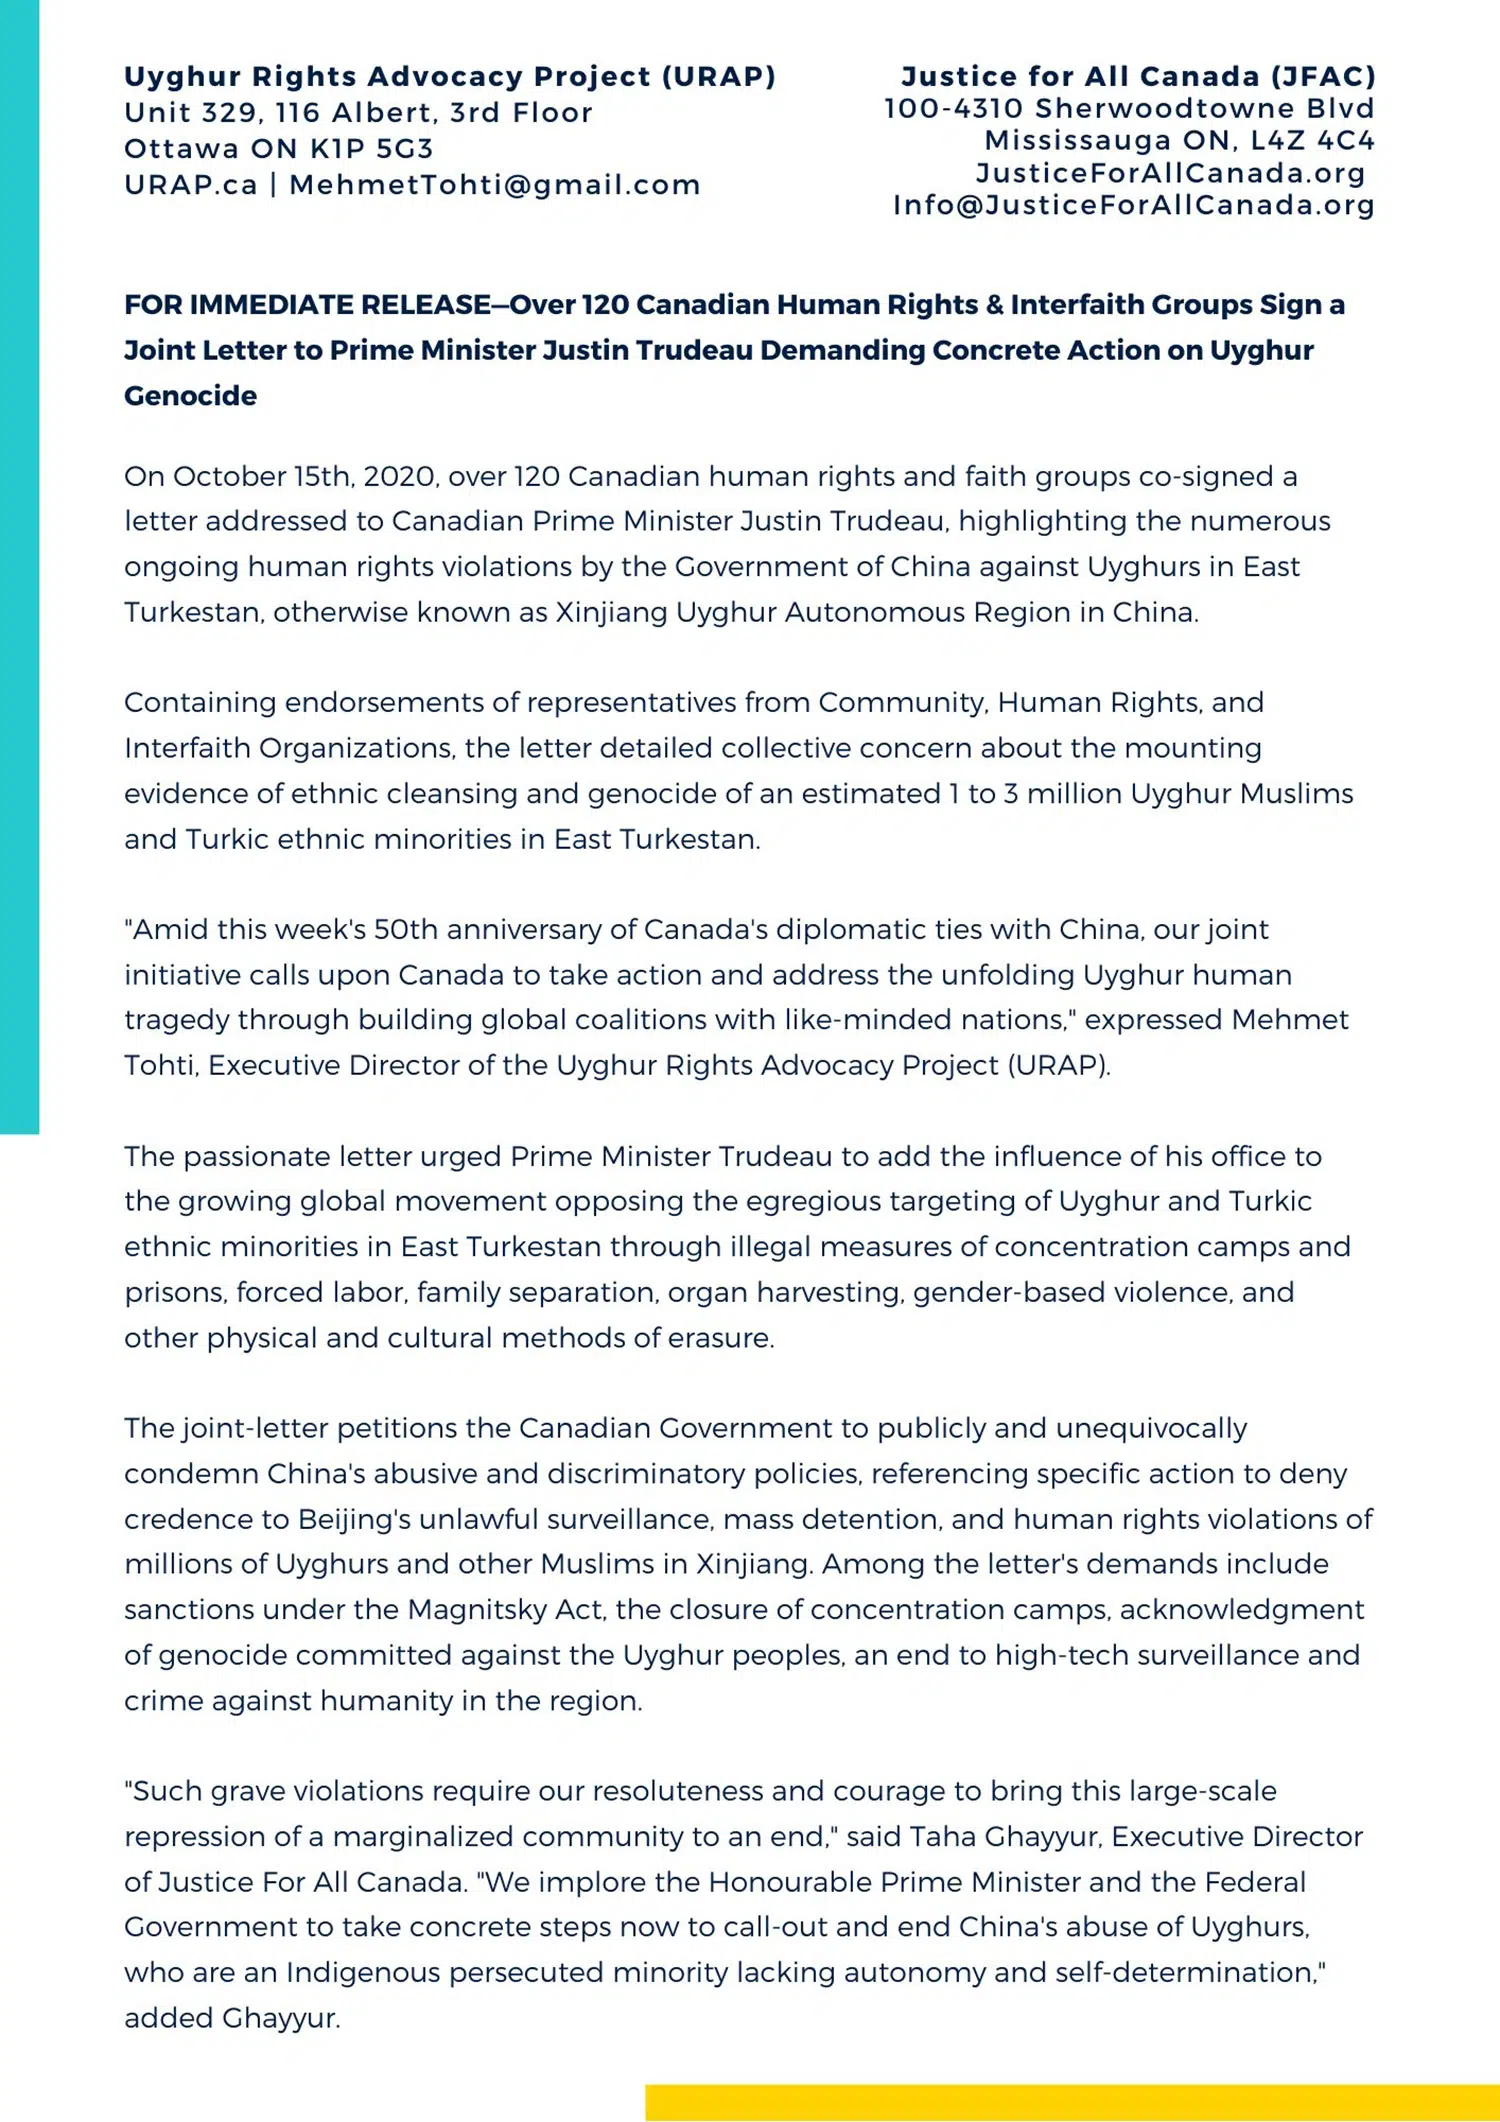 Uyghur Rights Advocacy Project (URAP)
Unit 329, 116 Albert, 3rd Floor
Ottawa ON K1P 5G3
URAP.ca | MehmetTohti@gmail.com
Justice for All Canada (JFAC)
100-4310 Sherwoodtowne Blvd
Mississauga ON, L4Z 4C4
JusticeForAllCanada.org
Info@JusticeForAllCanada.org
FOR IMMEDIATE RELEASE—Over 120 Canadian Human Rights & Interfaith Groups Sign a
Joint Letter to Prime Minister Justin Trudeau Demanding Concrete Action on Uyghur
Genocide
On October 15th, 2020, over 120 Canadian human rights and faith groups co-signed a
letter addressed to Canadian Prime Minister Justin Trudeau, highlighting the numerous
ongoing human rights violations by the Government of China against Uyghurs in East
Turkestan, otherwise known as Xinjiang Uyghur Autonomous Region in China.
Containing endorsements of representatives from Community, Human Rights, and
Interfaith Organizations, the letter detailed collective concern about the mounting
evidence of ethnic cleansing and genocide of an estimated 1 to 3 million Uyghur Muslims
and Turkic ethnic minorities in East Turkestan.
"Amid this week's 50th anniversary of Canada's diplomatic ties with China, our joint
initiative calls upon Canada to take action and address the unfolding Uyghur human
tragedy through building global coalitions with like-minded nations," expressed Mehmet
Tohti, Executive Director of the Uyghur Rights Advocacy Project (URAP).
The passionate letter urged Prime Minister Trudeau to add the influence of his office to
the growing global movement opposing the egregious targeting of Uyghur and Turkic
ethnic minorities in East Turkestan through illegal measures of concentration camps and
prisons, forced labor, family separation, organ harvesting, gender-based violence, and
other physical and cultural methods of erasure.
The joint-letter petitions the Canadian Government to publicly and unequivocally
condemn China's abusive and discriminatory policies, referencing specific action to deny
credence to Beijing's unlawful surveillance, mass detention, and human rights violations of
millions of Uyghurs and other Muslims in Xinjiang. Among the letter's demands include
sanctions under the Magnitsky Act, the closure of concentration camps, acknowledgment
of genocide committed against the Uyghur peoples, an end to high-tech surveillance and
crime against humanity in the region.
"Such grave violations require our resoluteness and courage to bring this large-scale
repression of a marginalized community to an end," said Taha Ghayyur, Executive Director
of Justice For All Canada. "We implore the Honourable Prime Minister and the Federal
Government to take concrete steps now to call-out and end China's abuse of Uyghurs,
who are an Indigenous persecuted minority lacking autonomy and self-determination,"
added Ghayyur.